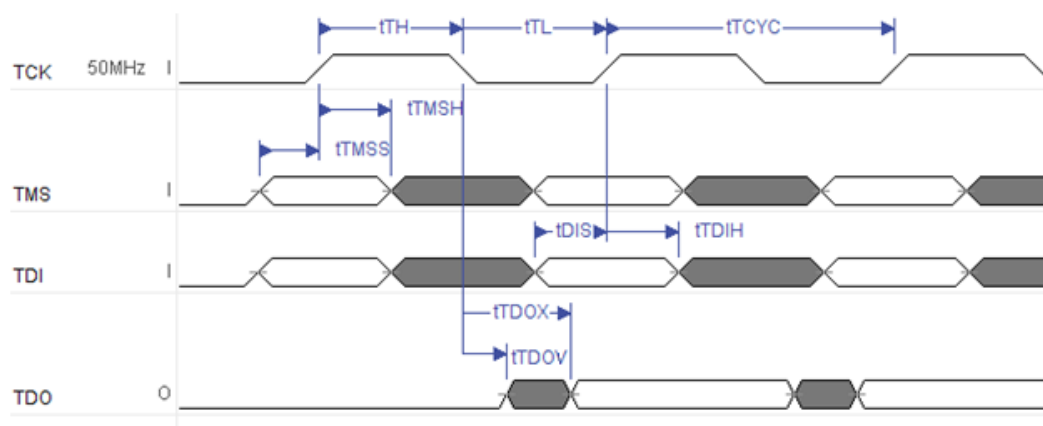 tTH tTL tTCYC
TCK 50MHz I
tTMSH
tTMSS
TMS I
tDIS tTDIH
TDI I
tTDOX
tTDOV
TDO O